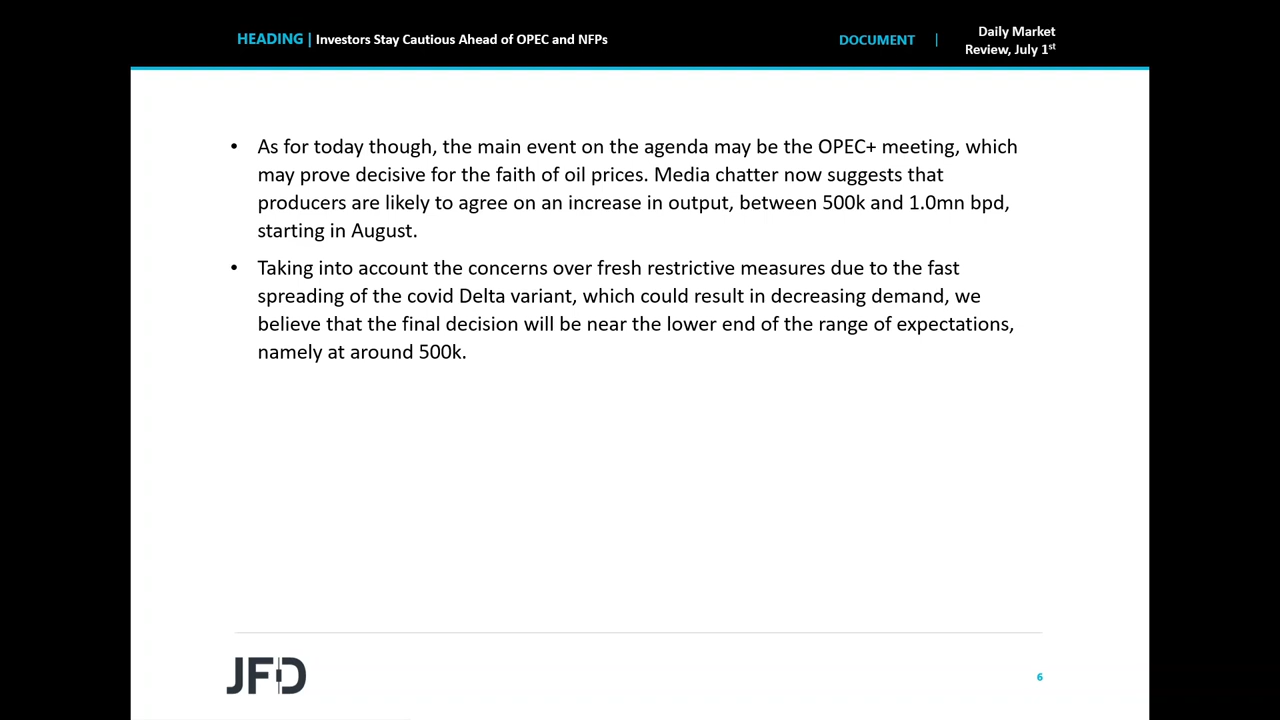 HEADING | Investors Stay Cautious Ahead of OPEC and NFPs
DOCUMENT |
Daily Market
Review, July 1st
• As for today though, the main event on the agenda may be the OPEC+ meeting, which
may prove decisive for the faith of oil prices. Media chatter now suggests that
producers are likely to agree on an increase in output, between 500k and 1.0mn bpd,
starting in August.
• Taking into account the concerns over fresh restrictive measures due to the fast
spreading of the covid Delta variant, which could result in decreasing demand, we
believe that the final decision will be near the lower end of the range of expectations,
namely at around 500k.
JFD
6